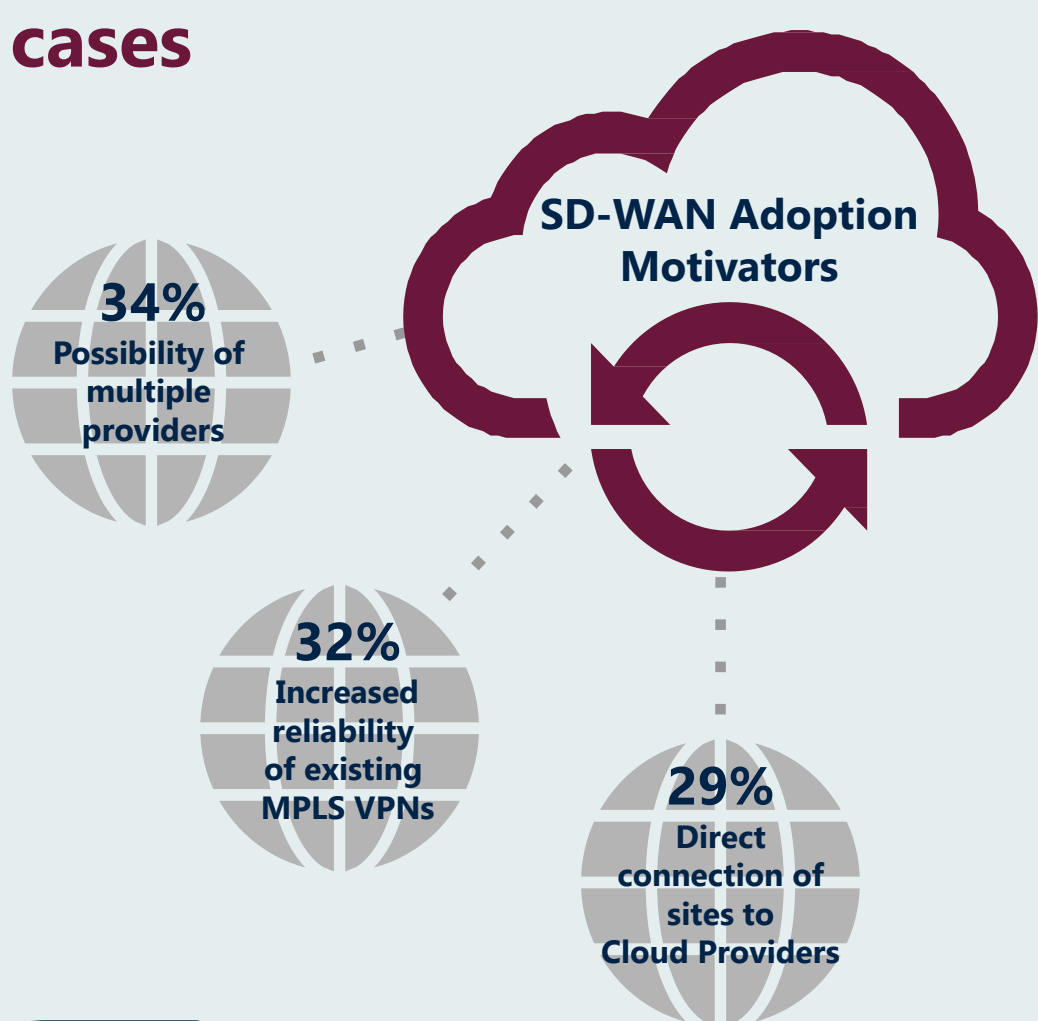 cases
SD-WAN Adoption
Motivators
34%
Possibility of
multiple
providers
32%
Increased
reliability
of existing
MPLS VPNs
29%
Direct
connection of
sites to
Cloud Providers